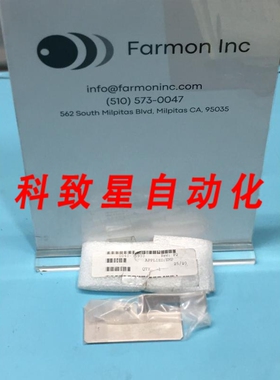 Farmon Inc
info@farmoninc.com
(510) 573-0047
562 South Milpitas Blvd, Milpitas CA, 95035
科致星自动化